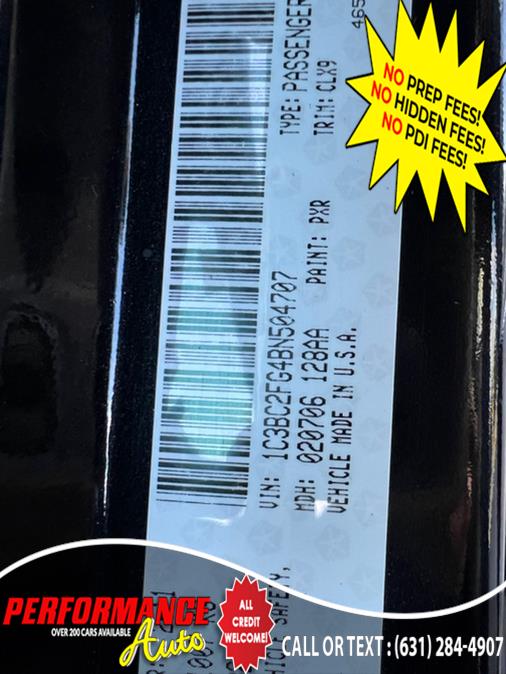 NO PREP FEES!
NO HIDDEN FEES!
NO PDI FEES!
465
TYPE: PASSENGER
TRIM: CLX9
VIN: 1C3BC2FG4BN504707
MDH: 020706 128AA PAINT: PXR
VEHICLE MADE IN U.S.A.
SAFETY,
PERFORMANCE
OVER 200 CARS AVAILABLE
Auto
ALL
CREDIT
WELCOME!
CALL OR TEXT : (631) 284-4907